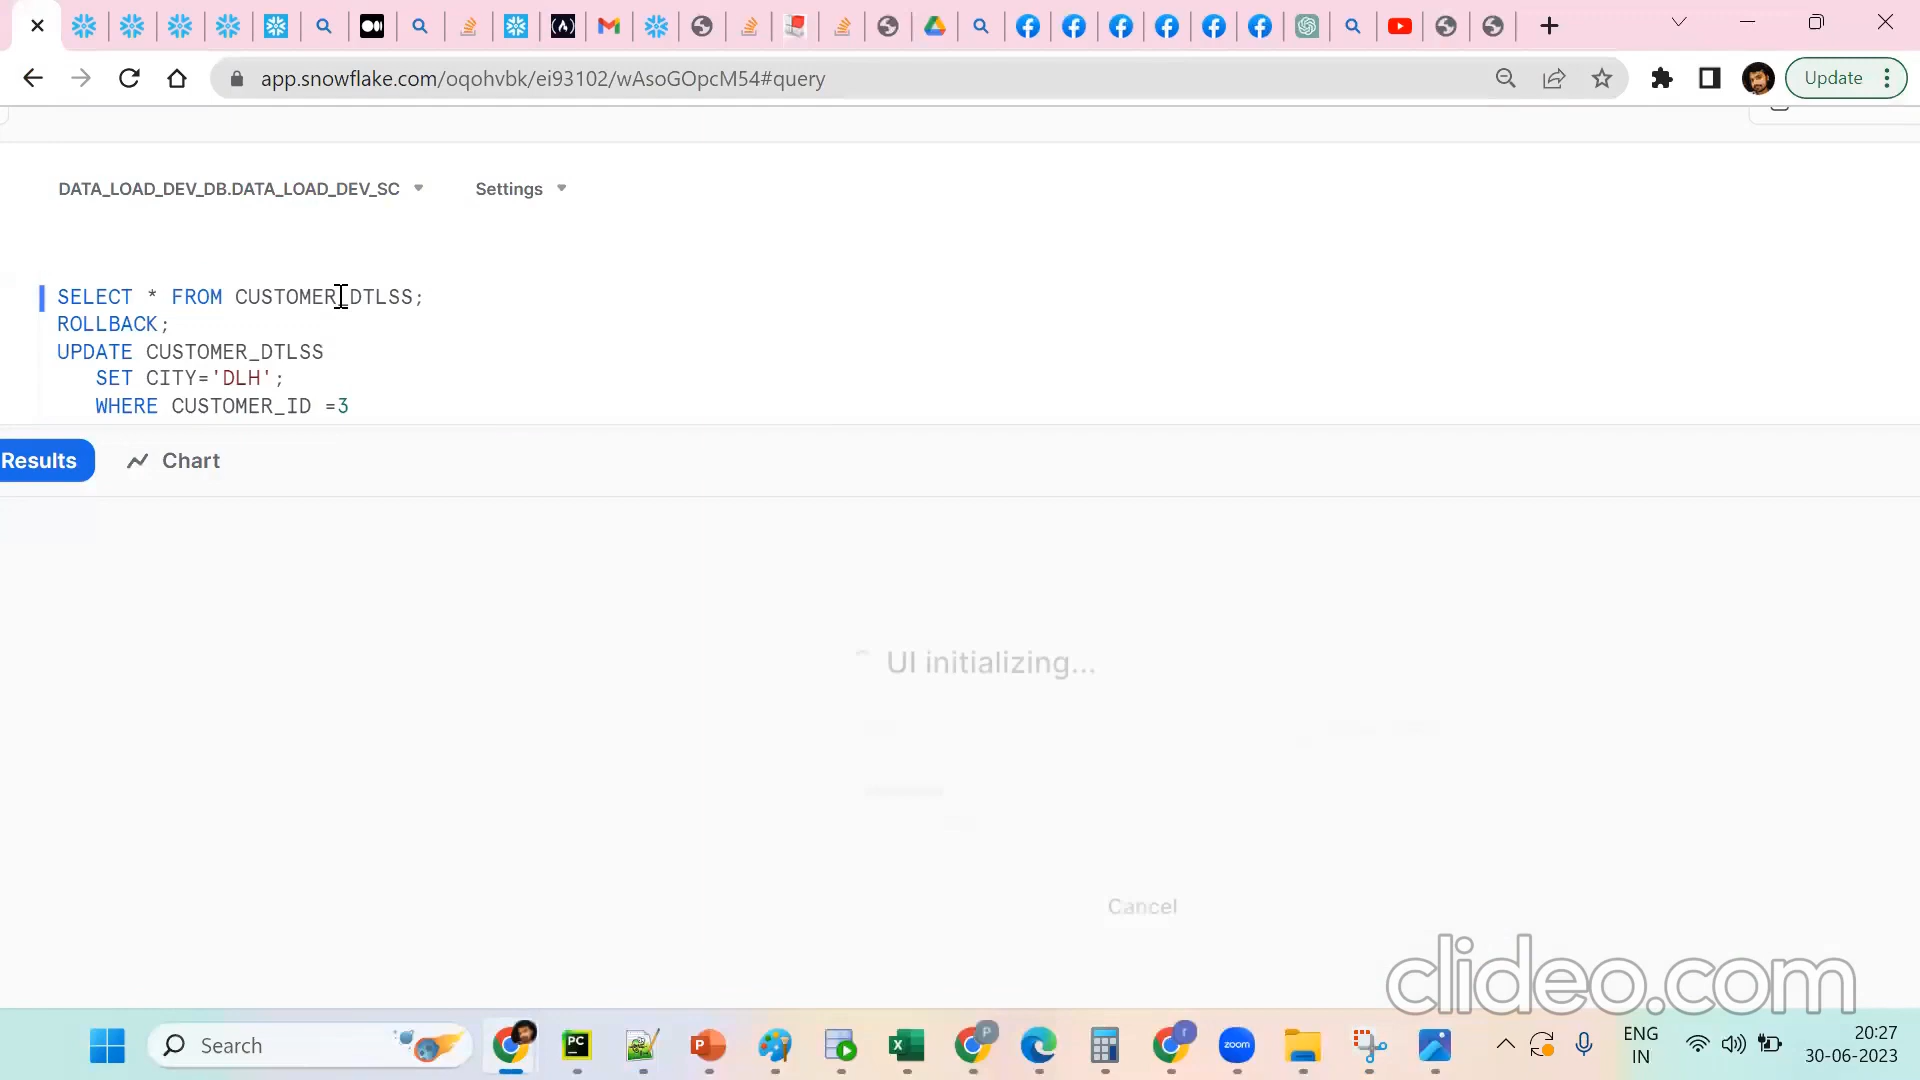 app.snowflake.com/oqohvbk/ei93102/wAsoGOpcM54#query
Update
DATA_LOAD_DEV_DB.DATA_LOAD_DEV_SC
Settings
SELECT * FROM CUSTOMER_DTLSS;
ROLLBACK;
UPDATE CUSTOMER_DTLSS
SET CITY='DLH';
WHERE CUSTOMER_ID =3
Results
Chart
UI initializing...
Cancel
clideo.com
Search
PC
P
P
r
zoom
ENG
IN
20:27
30-06-2023